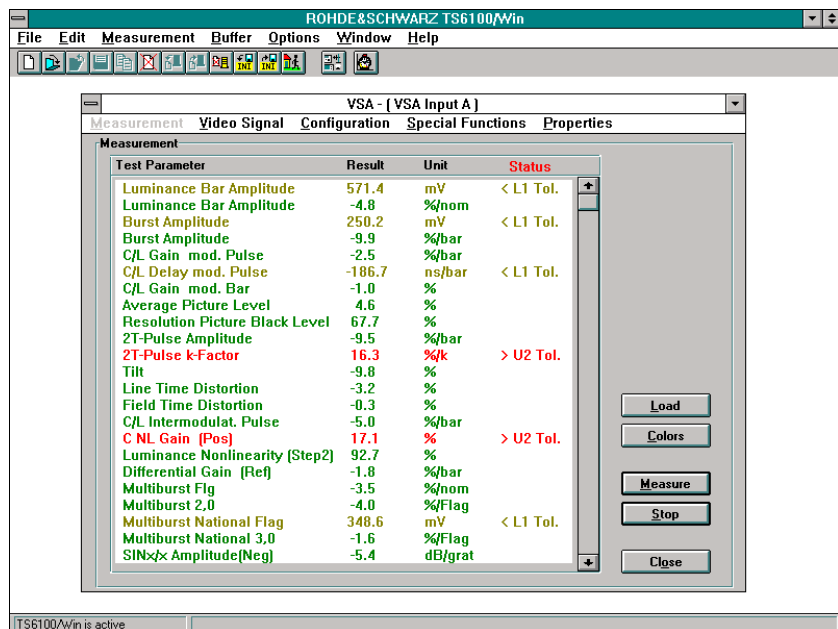 ROHDE&SCHWARZ TS6100/Win
File Edit Measurement Buffer Options Window Help
INI INI
VSA - ( VSA Input A )
Measurement Video Signal Configuration Special Functions Properties
Measurement
Test Parameter Result Unit Status
Luminance Bar Amplitude 571.4 mV < L1 Tol.
Luminance Bar Amplitude -4.8 %/nom
Burst Amplitude 250.2 mV < L1 Tol.
Burst Amplitude -9.9 %/bar
C/L Gain mod. Pulse -2.5 %/bar
C/L Delay mod. Pulse -186.7 ns/bar < L1 Tol.
C/L Gain mod. Bar -1.0 %
Average Picture Level 4.6 %
Resolution Picture Black Level 67.7 %
2T-Pulse Amplitude -9.5 %/bar
2T-Pulse k-Factor 16.3 %/k > U2 Tol.
Tilt -9.8 %
Line Time Distortion -3.2 %
Field Time Distortion -0.3 %
C/L Intermodulat. Pulse -5.0 %/bar
C NL Gain (Pos) 17.1 % > U2 Tol.
Luminance Nonlinearity (Step2) 92.7 %
Differential Gain (Ref) -1.8 %/bar
Multiburst Flg -3.5 %/nom
Multiburst 2,0 -4.0 %/Flag
Multiburst National Flag 348.6 mV < L1 Tol.
Multiburst National 3,0 -1.6 %/Flag
SINx/x Amplitude(Neg) -5.4 dB/grat
Load
Colors
Measure
Stop
Close
TS6100/Win is active